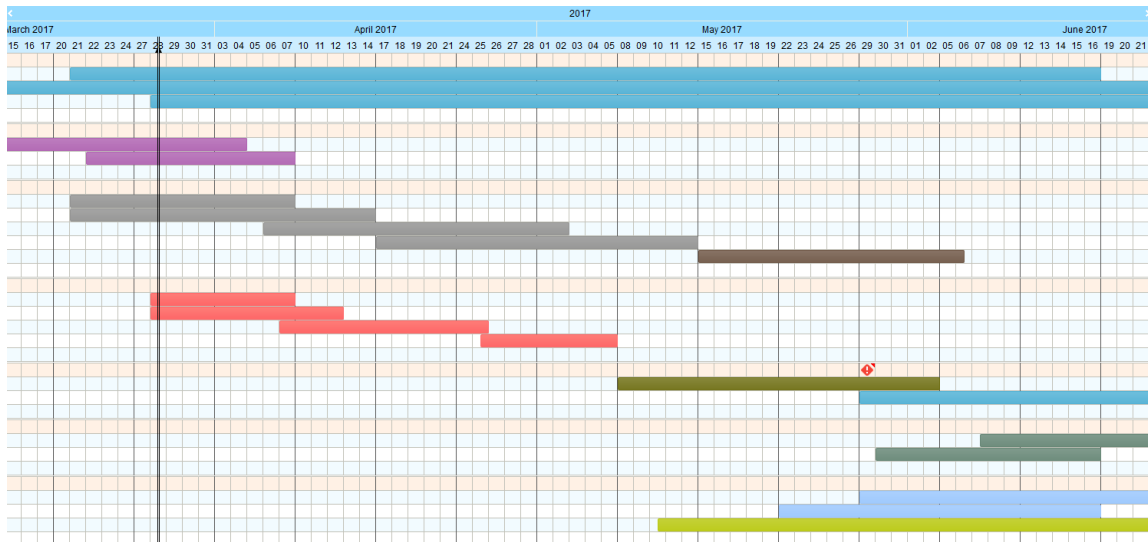 2017
March 2017 April 2017 May 2017 June 2017
15 16 17 20 21 22 23 24 27 28 29 30 31 03 04 05 06 07 10 11 12 13 14 17 18 19 20 21 24 25 26 27 28 01 02 03 04 05 08 09 10 11 12 15 16 17 18 19 22 23 24 25 26 29 30 31 01 02 05 06 07 08 09 12 13 14 15 16 19 20 21